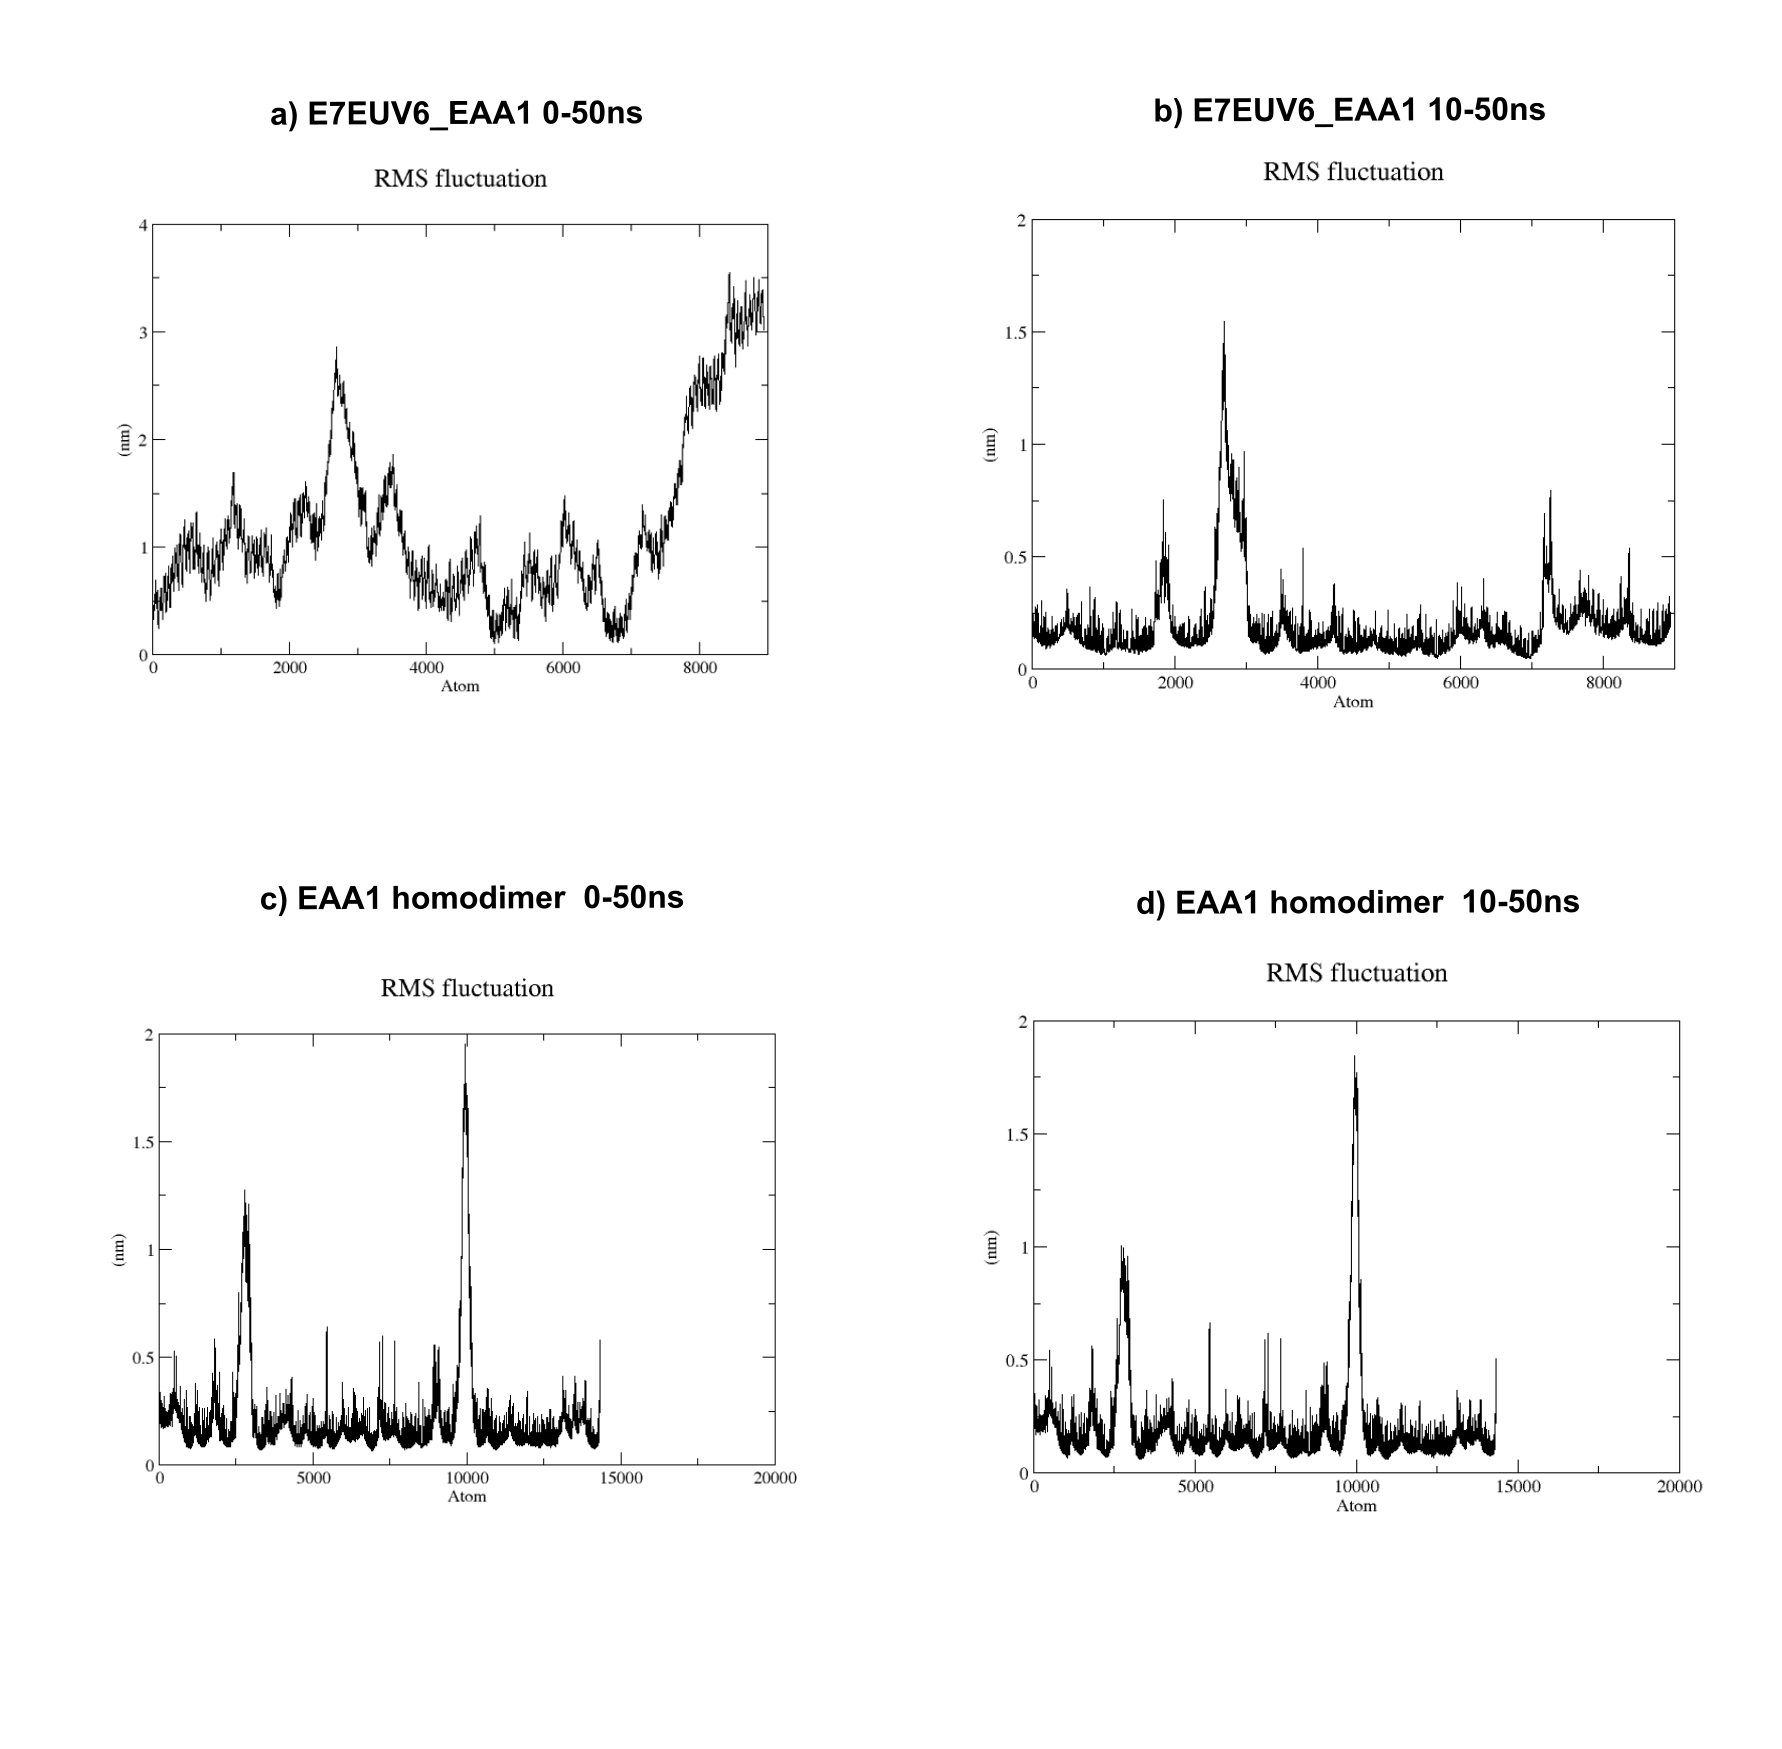 a) E7EUV6_EAA1 0-50ns
RMS fluctuation
4
3
2
1
0
(nm)
0 2000 4000 6000 8000
Atom
b) E7EUV6_EAA1 10-50ns
RMS fluctuation
2
1.5
1
0.5
0
(nm)
0 2000 4000 6000 8000
Atom
c) EAA1 homodimer 0-50ns
RMS fluctuation
2
1.5
1
0.5
0
(nm)
0 5000 10000 15000 20000
Atom
d) EAA1 homodimer 10-50ns
RMS fluctuation
2
1.5
1
0.5
0
(nm)
0 5000 10000 15000 20000
Atom